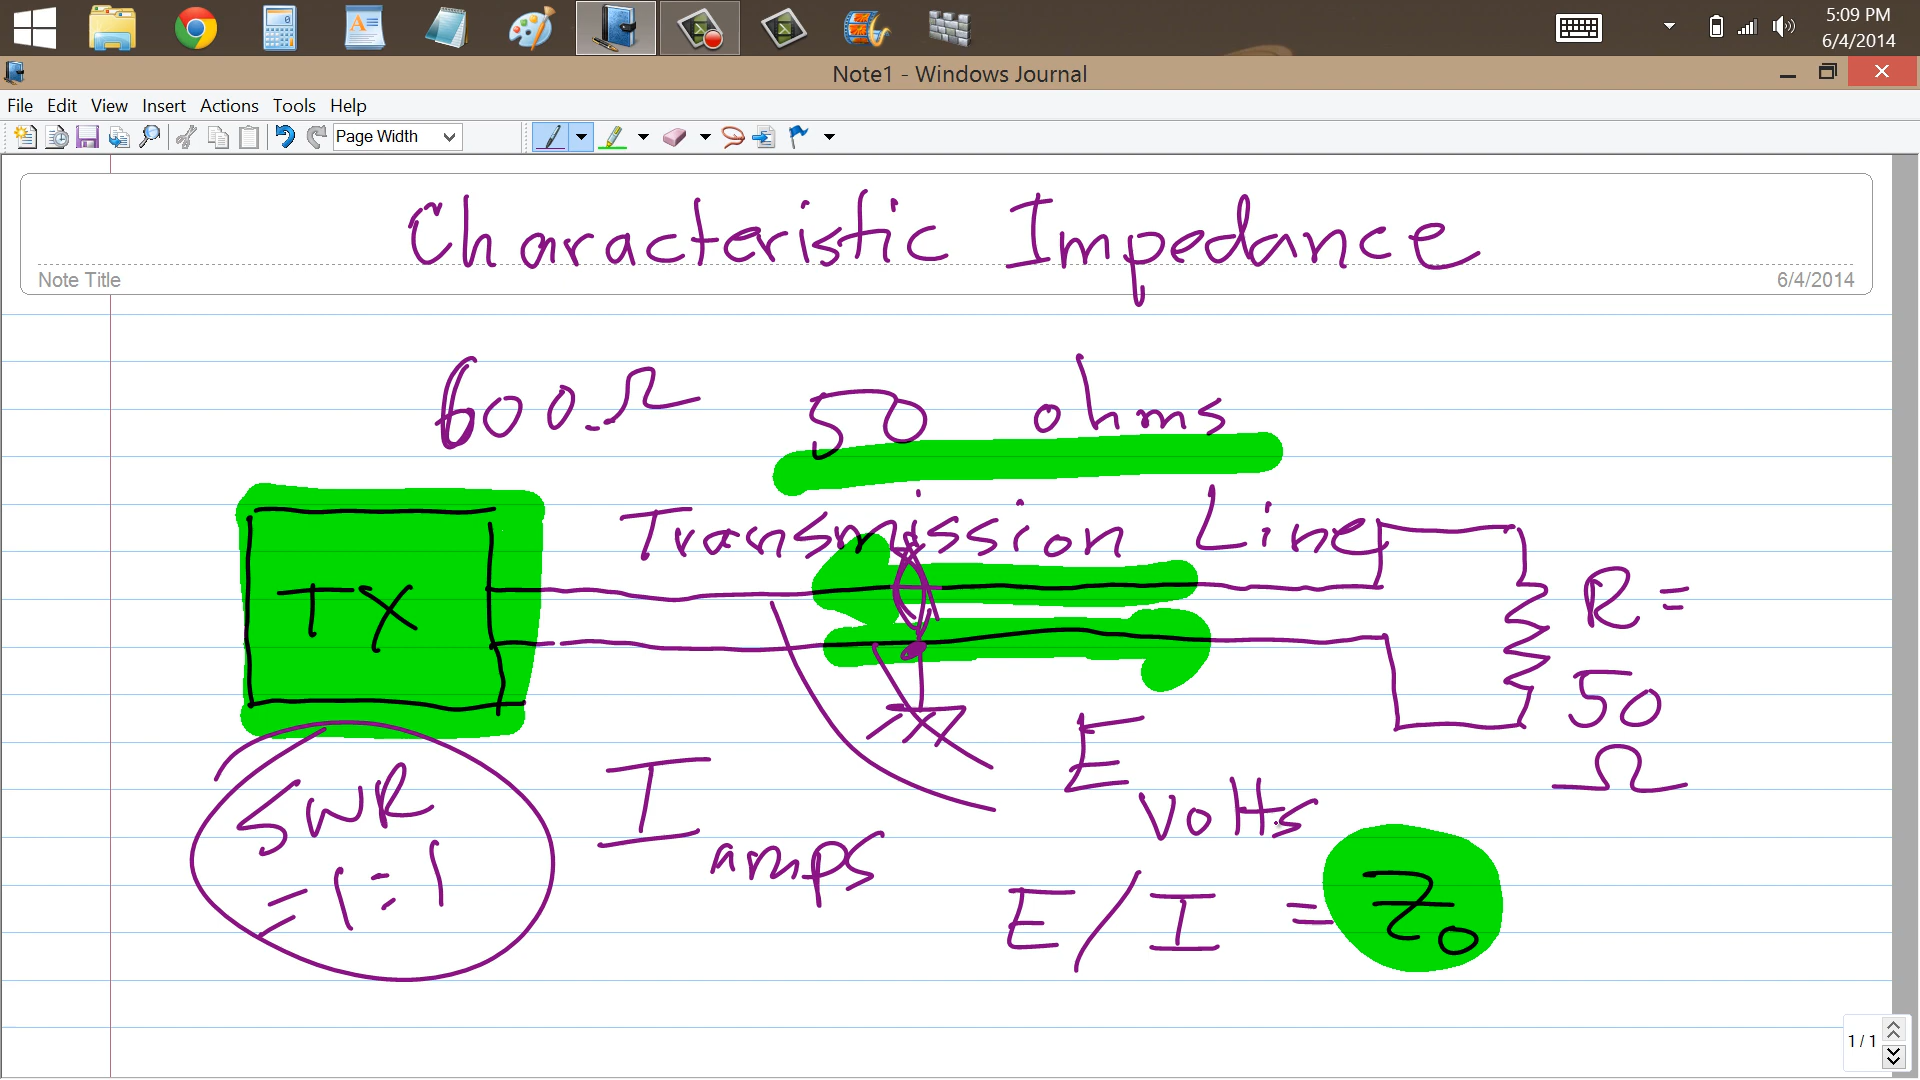 5:09 PM
6/4/2014
Note1 - Windows Journal
File Edit View Insert Actions Tools Help
Page Width
Characteristic Impedance
Note Title
6/4/2014
600 Ω 50 ohms
Transmission Line
TX
R =
50
Ω
SWR
= 1:1
I
amps
E
volts
E/I = Z0
1 / 1